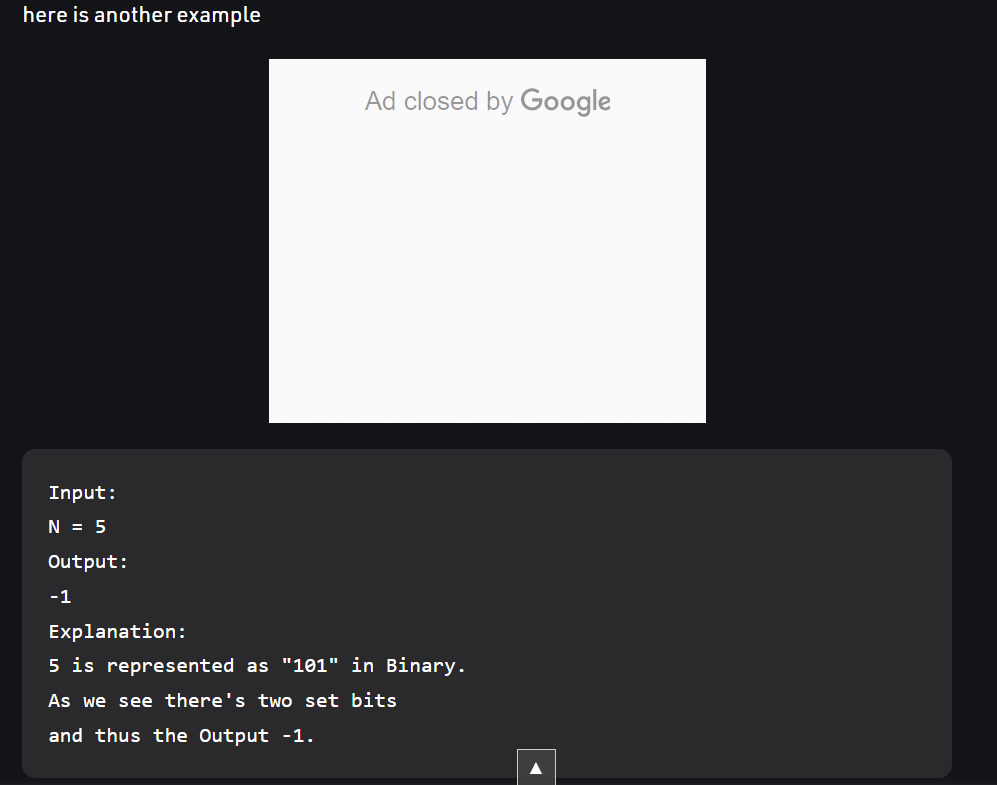 here is another example
Ad closed by Google
Input:
N = 5
Output:
-1
Explanation:
5 is represented as "101" in Binary.
As we see there's two set bits
and thus the Output -1.